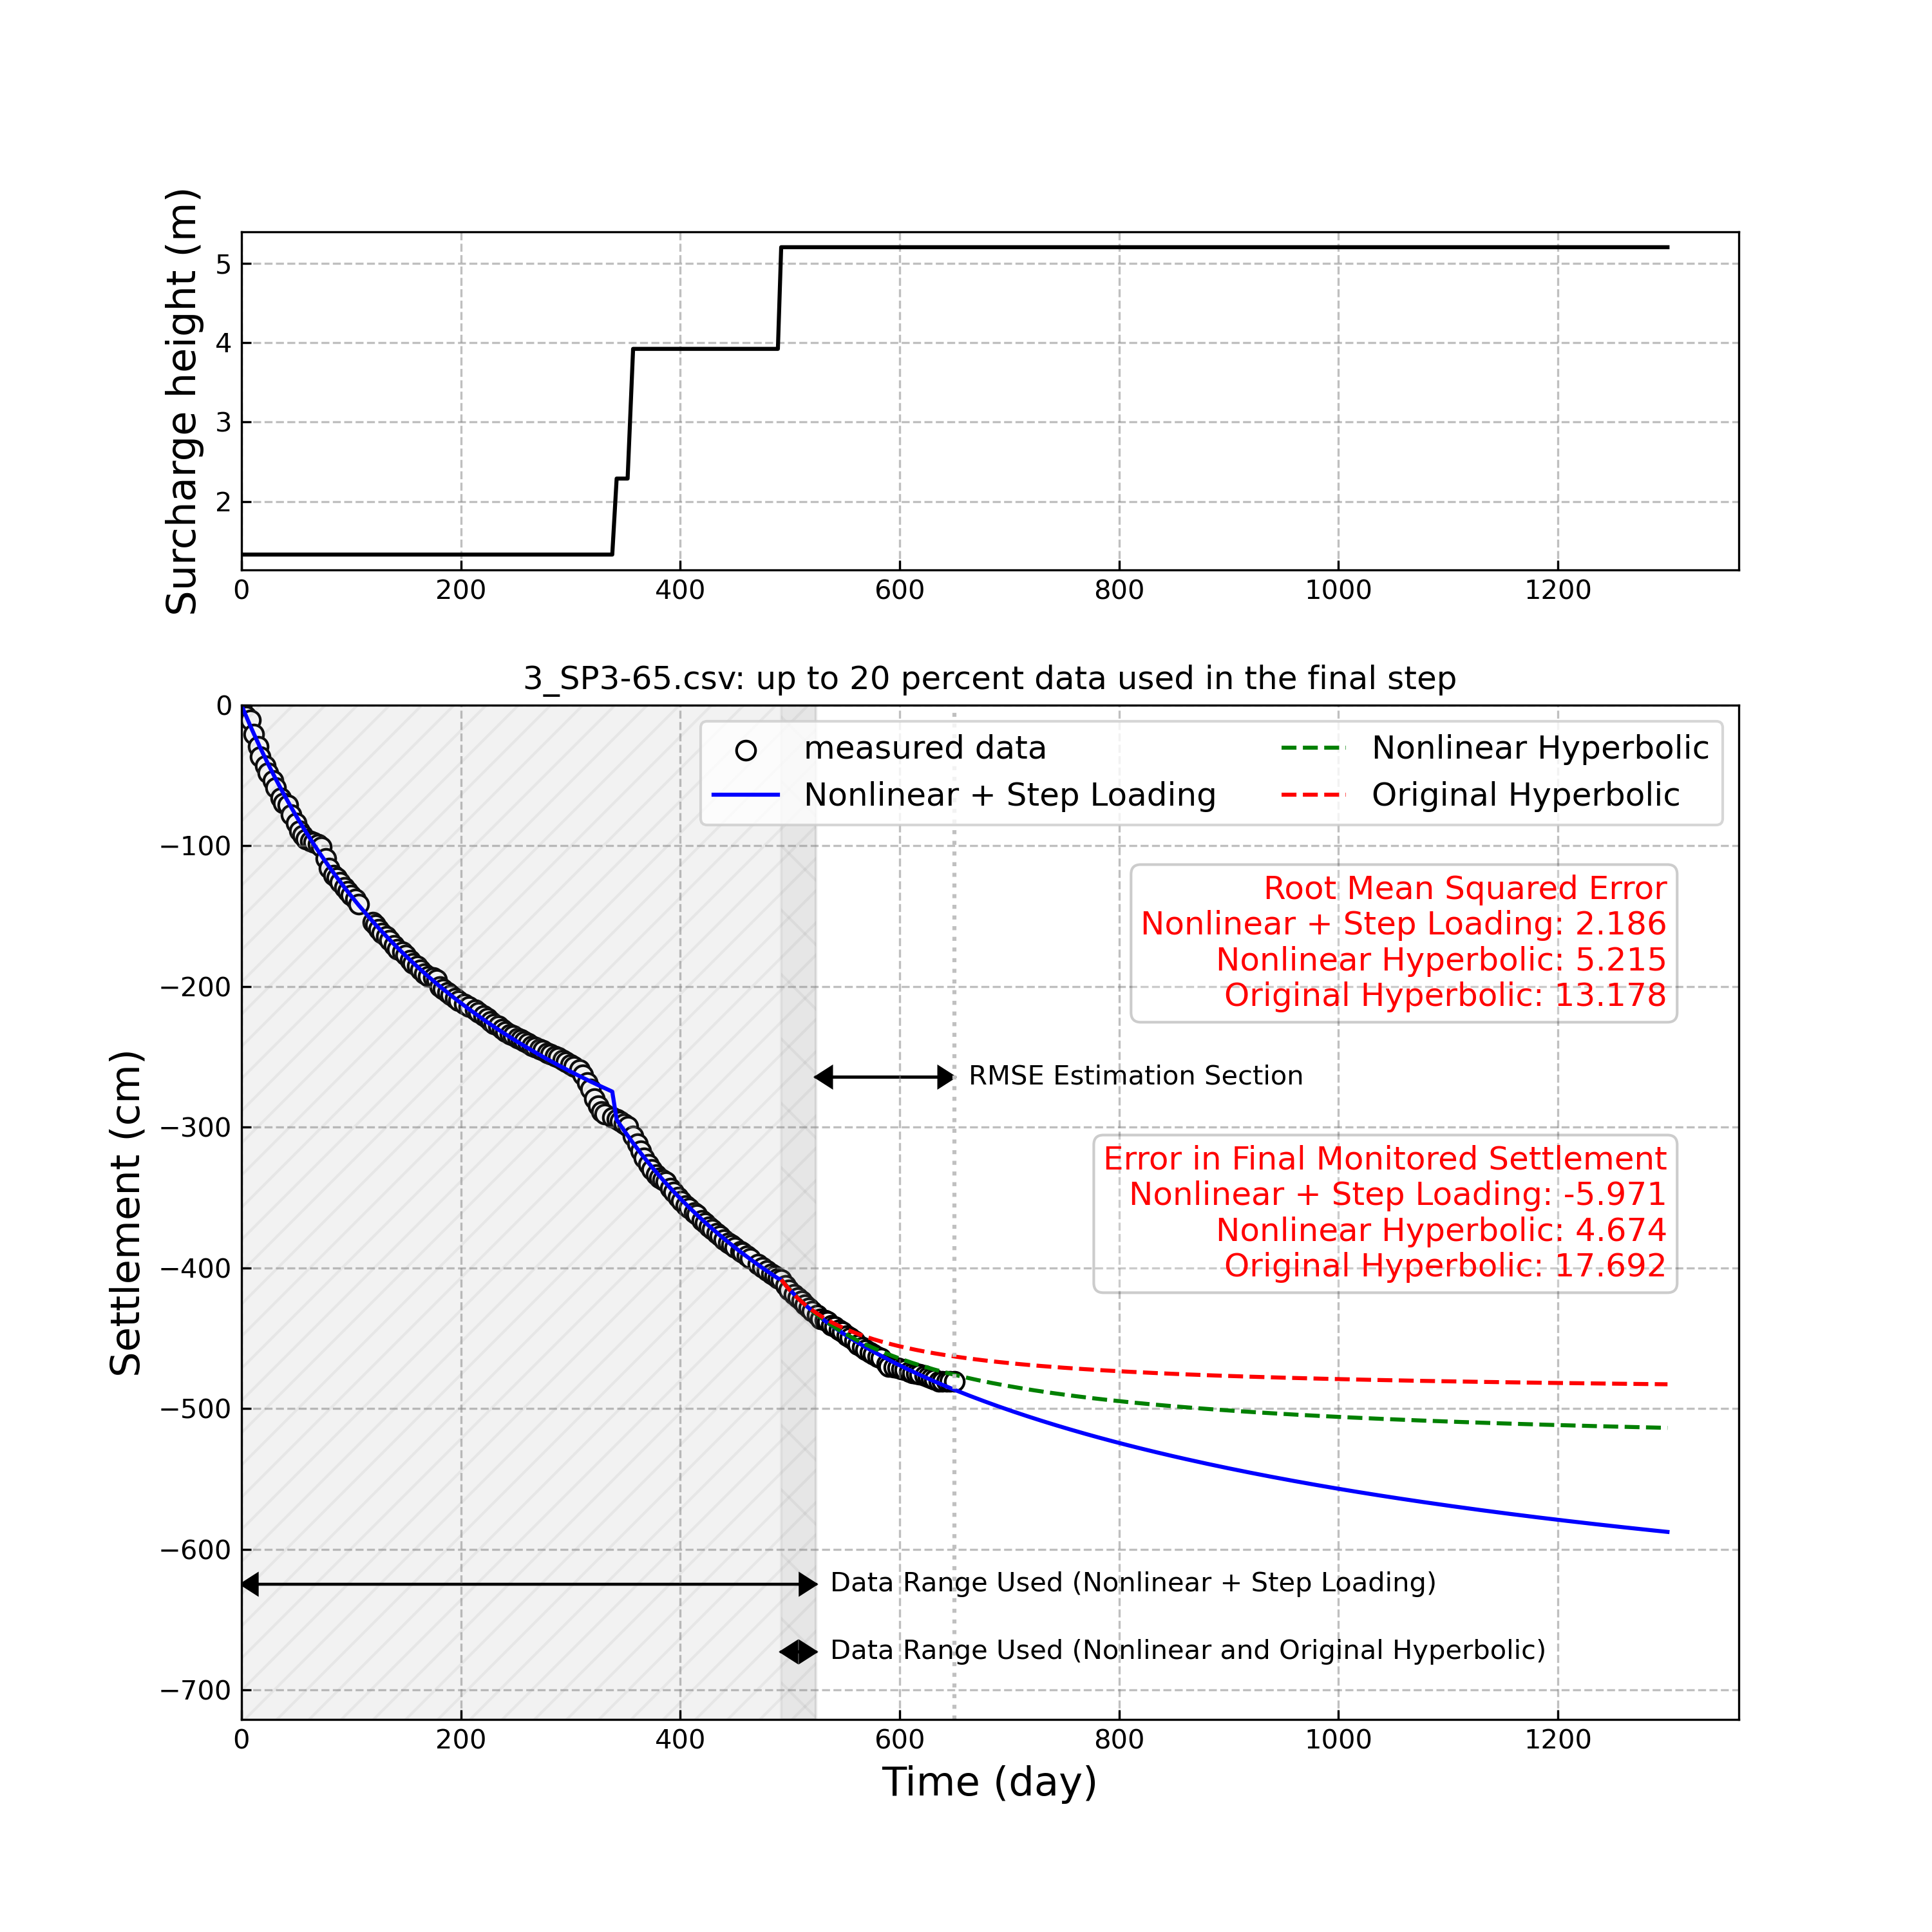 Surcharge height (m)
5
4
3
2
0 200 400 600 800 1000 1200
3_SP3-65.csv: up to 20 percent data used in the final step
Settlement (cm)
0
−100
−200
−300
−400
−500
−600
−700
measured data
Nonlinear + Step Loading
Nonlinear Hyperbolic
Original Hyperbolic
Root Mean Squared Error
Nonlinear + Step Loading: 2.186
Nonlinear Hyperbolic: 5.215
Original Hyperbolic: 13.178
RMSE Estimation Section
Error in Final Monitored Settlement
Nonlinear + Step Loading: -5.971
Nonlinear Hyperbolic: 4.674
Original Hyperbolic: 17.692
Data Range Used (Nonlinear + Step Loading)
Data Range Used (Nonlinear and Original Hyperbolic)
0 200 400 600 800 1000 1200
Time (day)